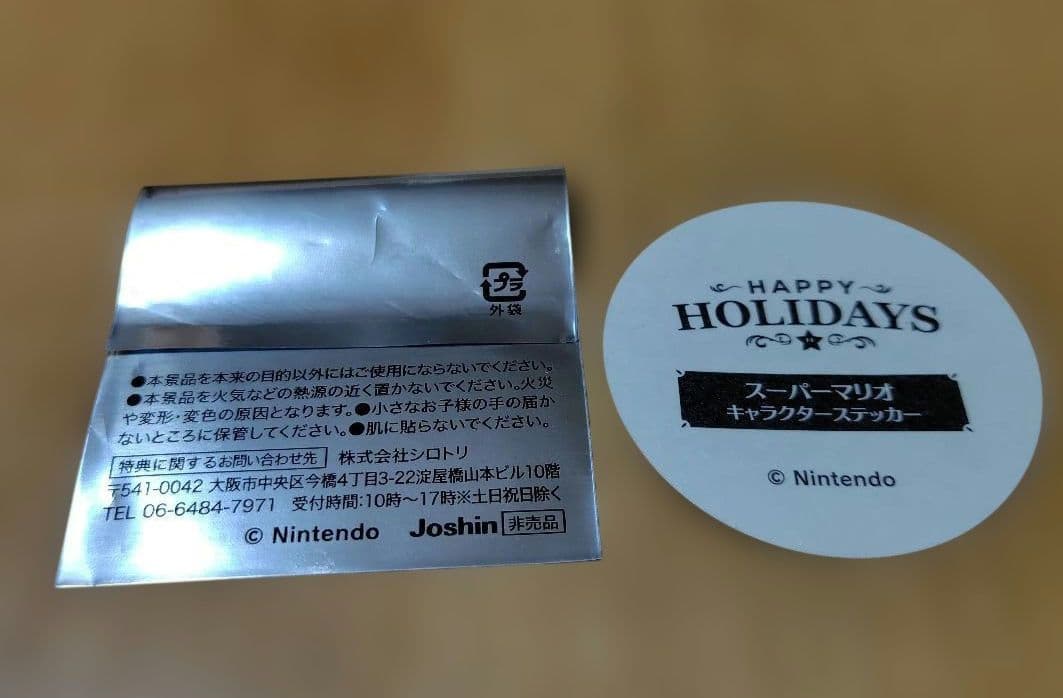 プラ
外袋
●本景品を本来の目的以外にはご使用にならないでください。
●本景品を火気などの熱源の近く置かないでください。火災
や変形・変色の原因となります。●小さなお子様の手の届か
ないところに保管してください。●肌に貼らないでください。
特典に関するお問い合わせ先 株式会社シロトリ
〒541-0042 大阪市中央区今橋4丁目3-22淀屋橋山本ビル10階
TEL 06-6484-7971 受付時間:10時〜17時※土日祝日除く
© Nintendo Joshin 非売品
HAPPY
HOLIDAYS
スーパーマリオ
キャラクターステッカー
© Nintendo